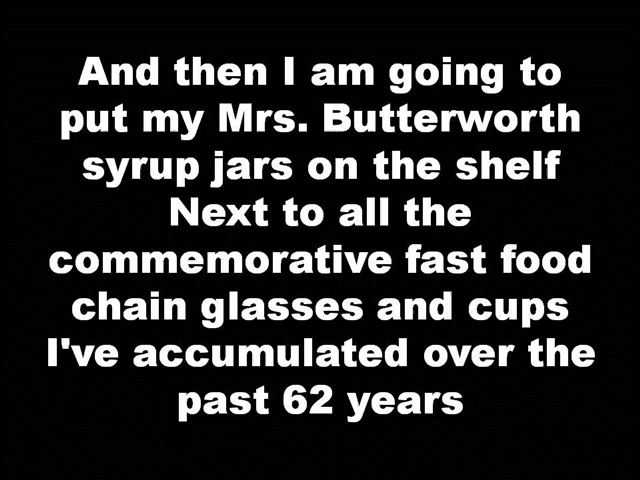 And then I am going to
put my Mrs. Butterworth
syrup jars on the shelf
Next to all the
commemorative fast food
chain glasses and cups
I've accumulated over the
past 62 years